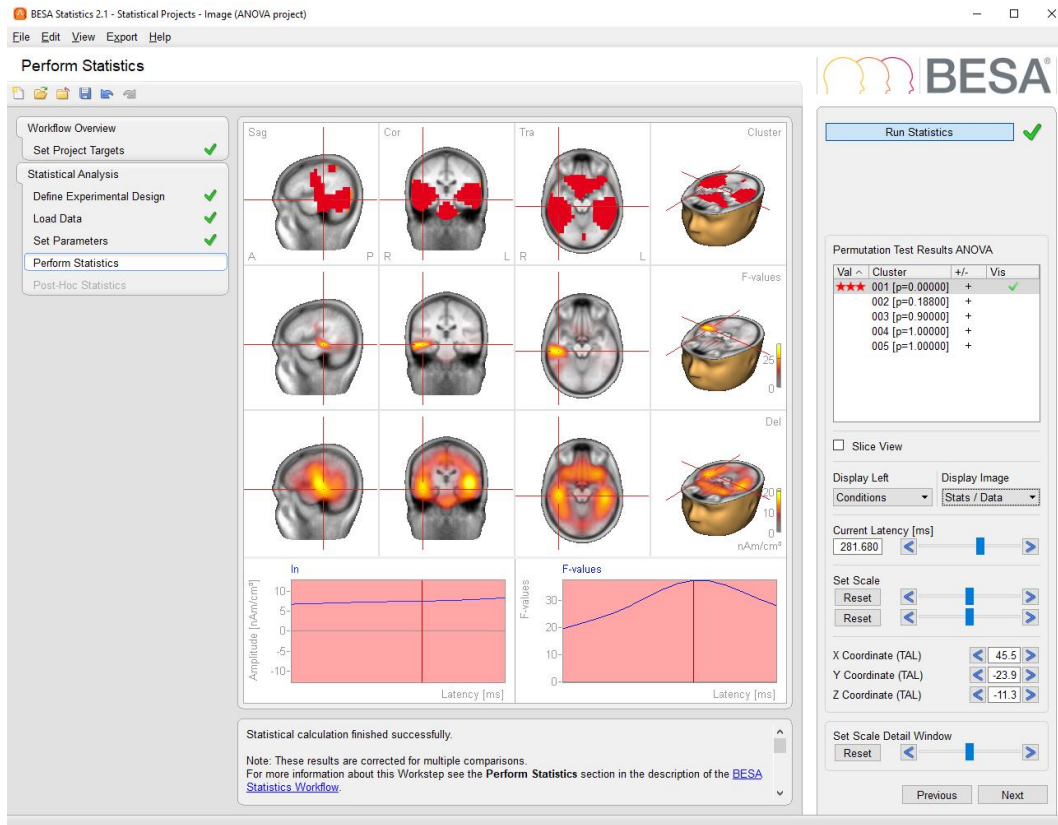 BESA Statistics 2.1 - Statistical Projects - Image (ANOVA project)
File Edit View Export Help
Perform Statistics
BESA®
Workflow Overview
Set Project Targets
Statistical Analysis
Define Experimental Design
Load Data
Set Parameters
Perform Statistics
Post-Hoc Statistics
Sag Cor Tra Cluster
A P R L R L
F-values
25
0
Del
20
10
0
nAm/cm³
In
Amplitude [nAm/cm³]
10
5
0
-5
-10
Latency [ms]
F-values
F-values
30
20
10
0
Latency [ms]
Statistical calculation finished successfully.
Note: These results are corrected for multiple comparisons.
For more information about this Workstep see the Perform Statistics section in the description of the BESA
Statistics Workflow.
Run Statistics
Permutation Test Results ANOVA
Val Cluster +/- Vis
★★★ 001 [p=0.00000] +
002 [p=0.18800] +
003 [p=0.90000] +
004 [p=1.00000] +
005 [p=1.00000] +
Slice View
Display Left Display Image
Conditions Stats / Data
Current Latency [ms]
281.680
Set Scale
Reset
Reset
X Coordinate (TAL) 45.5
Y Coordinate (TAL) -23.9
Z Coordinate (TAL) -11.3
Set Scale Detail Window
Reset
Previous Next